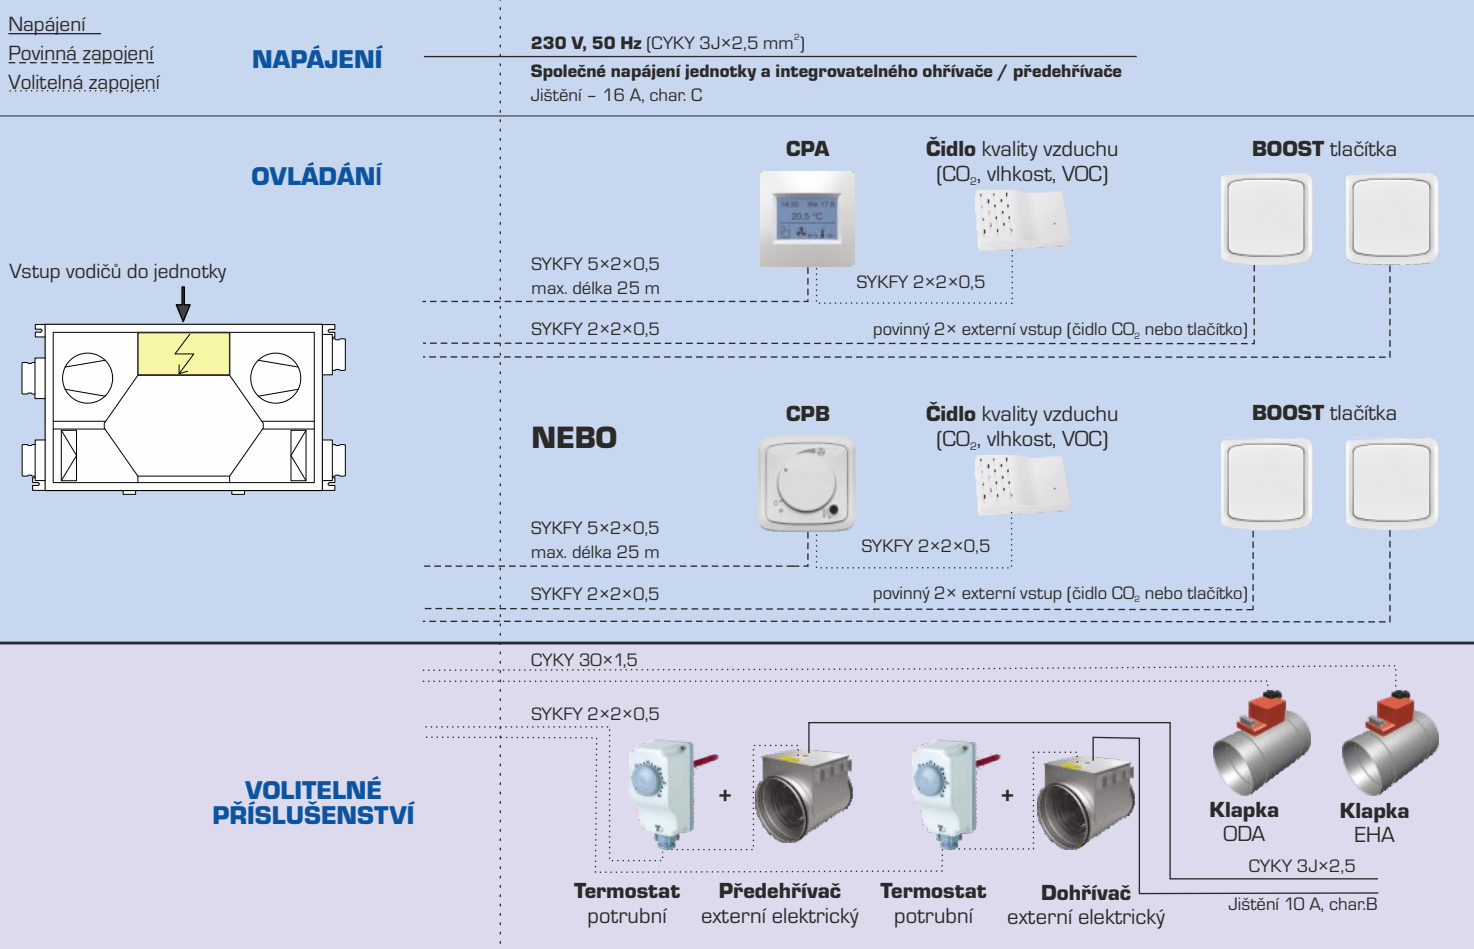 Napájení
Povinná zapojení
Volitelná zapojení
NAPÁJENÍ
230 V, 50 Hz (CYKY 3J×2,5 mm²)
Společné napájení jednotky a integrovatelného ohřívače / předehřívače
Jištění – 16 A, char. C
OVLÁDÁNÍ
CPA
Čidlo kvality vzduchu
(CO₂, vlhkost, VOC)
BOOST tlačítka
20,5 °C
Vstup vodičů do jednotky
SYKFY 5×2×0,5
max. délka 25 m
SYKFY 2×2×0,5
SYKFY 2×2×0,5
povinný 2× externí vstup (čidlo CO₂ nebo tlačítko)
NEBO
CPB
Čidlo kvality vzduchu
(CO₂, vlhkost, VOC)
BOOST tlačítka
SYKFY 5×2×0,5
max. délka 25 m
SYKFY 2×2×0,5
SYKFY 2×2×0,5
povinný 2× externí vstup (čidlo CO₂ nebo tlačítko)
VOLITELNÉ
PŘÍSLUŠENSTVÍ
CYKY 3O×1,5
SYKFY 2×2×0,5
+
+
Klapka
ODA
Klapka
EHA
CYKY 3J×2,5
Jištění 10 A, char.B
Termostat
potrubní
Předehřívač
externí elektrický
Termostat
potrubní
Dohřívač
externí elektrický